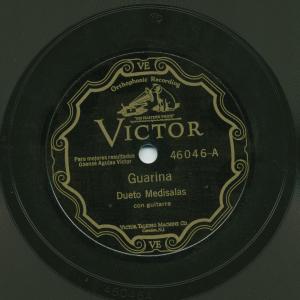 VE
Orthophonic Recording
"HIS MASTER'S VOICE"
VICTOR
Para mejores resultados
Úsense Agujas Victor
46046-A
Guarina
Dueto Medisalas
con guitarra
VICTOR TALKING MACHINE CO.
Camden, N.J.
VE